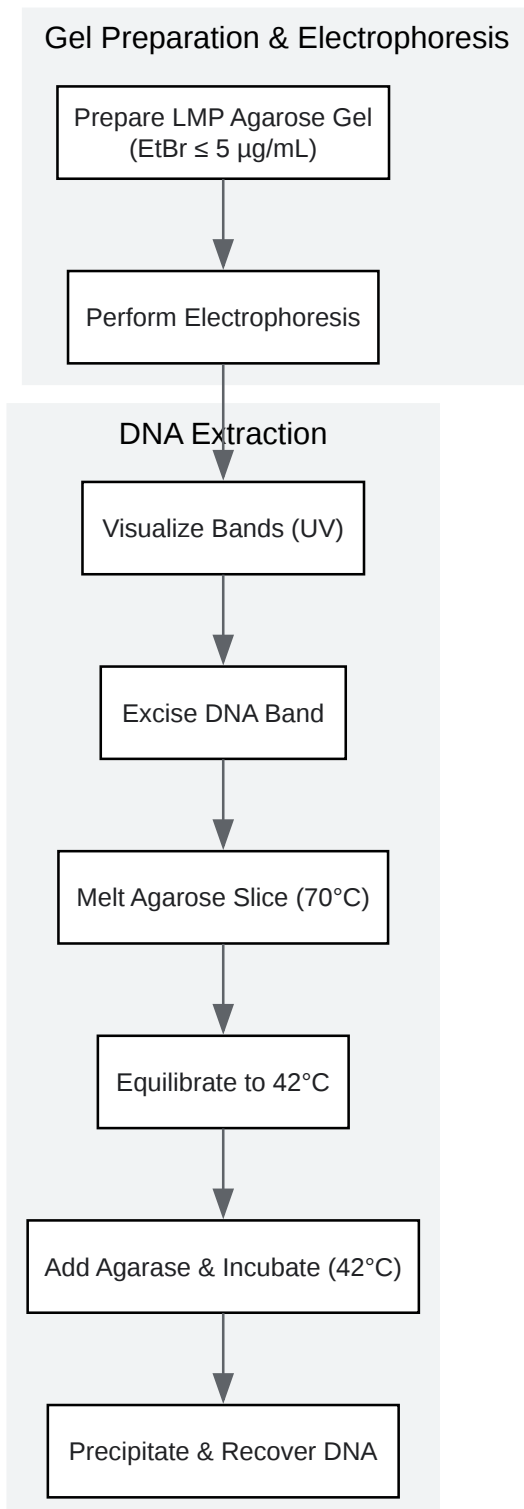 Gel Preparation & Electrophoresis
Prepare LMP Agarose Gel
(EtBr ≤ 5 µg/mL)
Perform Electrophoresis
DNA Extraction
Visualize Bands (UV)
Excise DNA Band
Melt Agarose Slice (70°C)
Equilibrate to 42°C
Add Agarase & Incubate (42°C)
Precipitate & Recover DNA